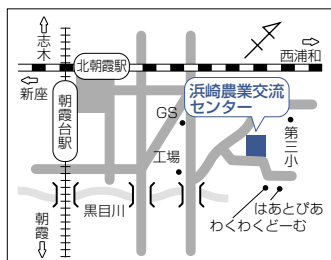 志木
北朝霞駅
西浦和
新座
朝霞台駅
浜崎農業交流
センター
GS
第三小
工場
黒目川
朝霞
はあとぴあ
わくわくどーむ